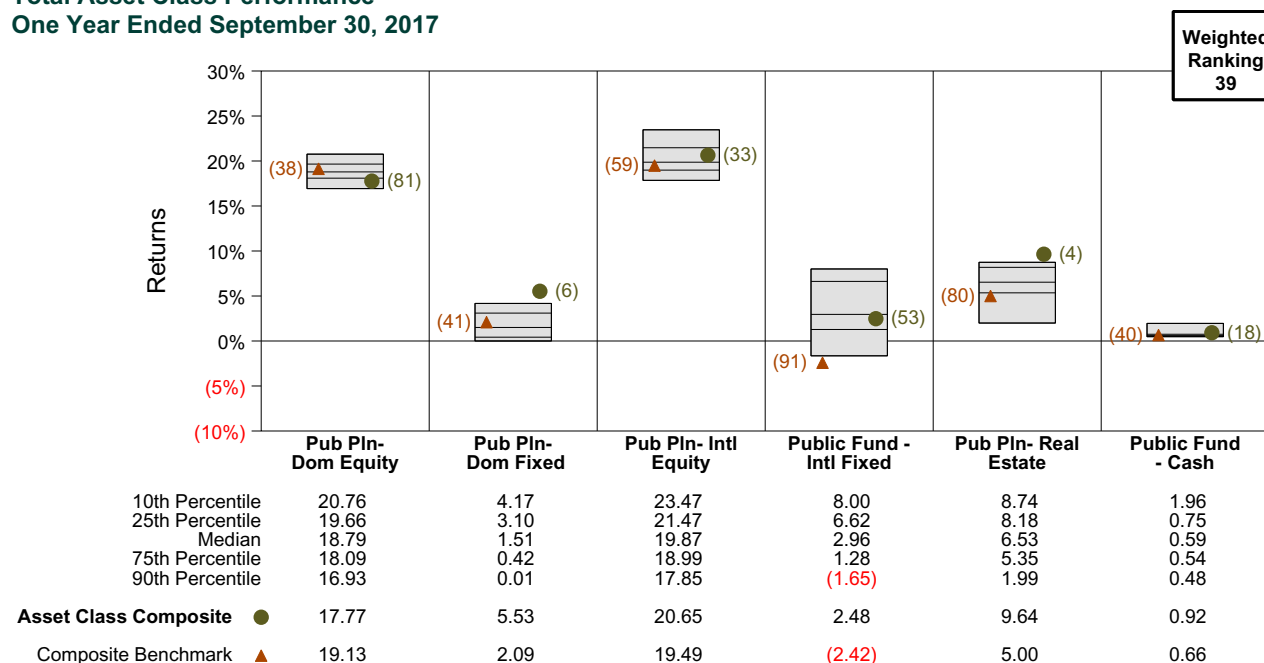 Total Asset Class Performance
One Year Ended September 30, 2017
Weighted
Ranking
39
30%
25%
20%
15%
10%
5%
0%
(5%)
(10%)
Returns
(38) (81)
(41) (6)
(59) (33)
(91) (53)
(80) (4)
(40) (18)
Pub Pln- Pub Pln- Pub Pln- Intl Public Fund - Pub Pln- Real Public Fund
Dom Equity Dom Fixed Equity Intl Fixed Estate - Cash
10th Percentile 20.76 4.17 23.47 8.00 8.74 1.96
25th Percentile 19.66 3.10 21.47 6.62 8.18 0.75
Median 18.79 1.51 19.87 2.96 6.53 0.59
75th Percentile 18.09 0.42 18.99 1.28 5.35 0.54
90th Percentile 16.93 0.01 17.85 (1.65) 1.99 0.48
Asset Class Composite 17.77 5.53 20.65 2.48 9.64 0.92
Composite Benchmark 19.13 2.09 19.49 (2.42) 5.00 0.66